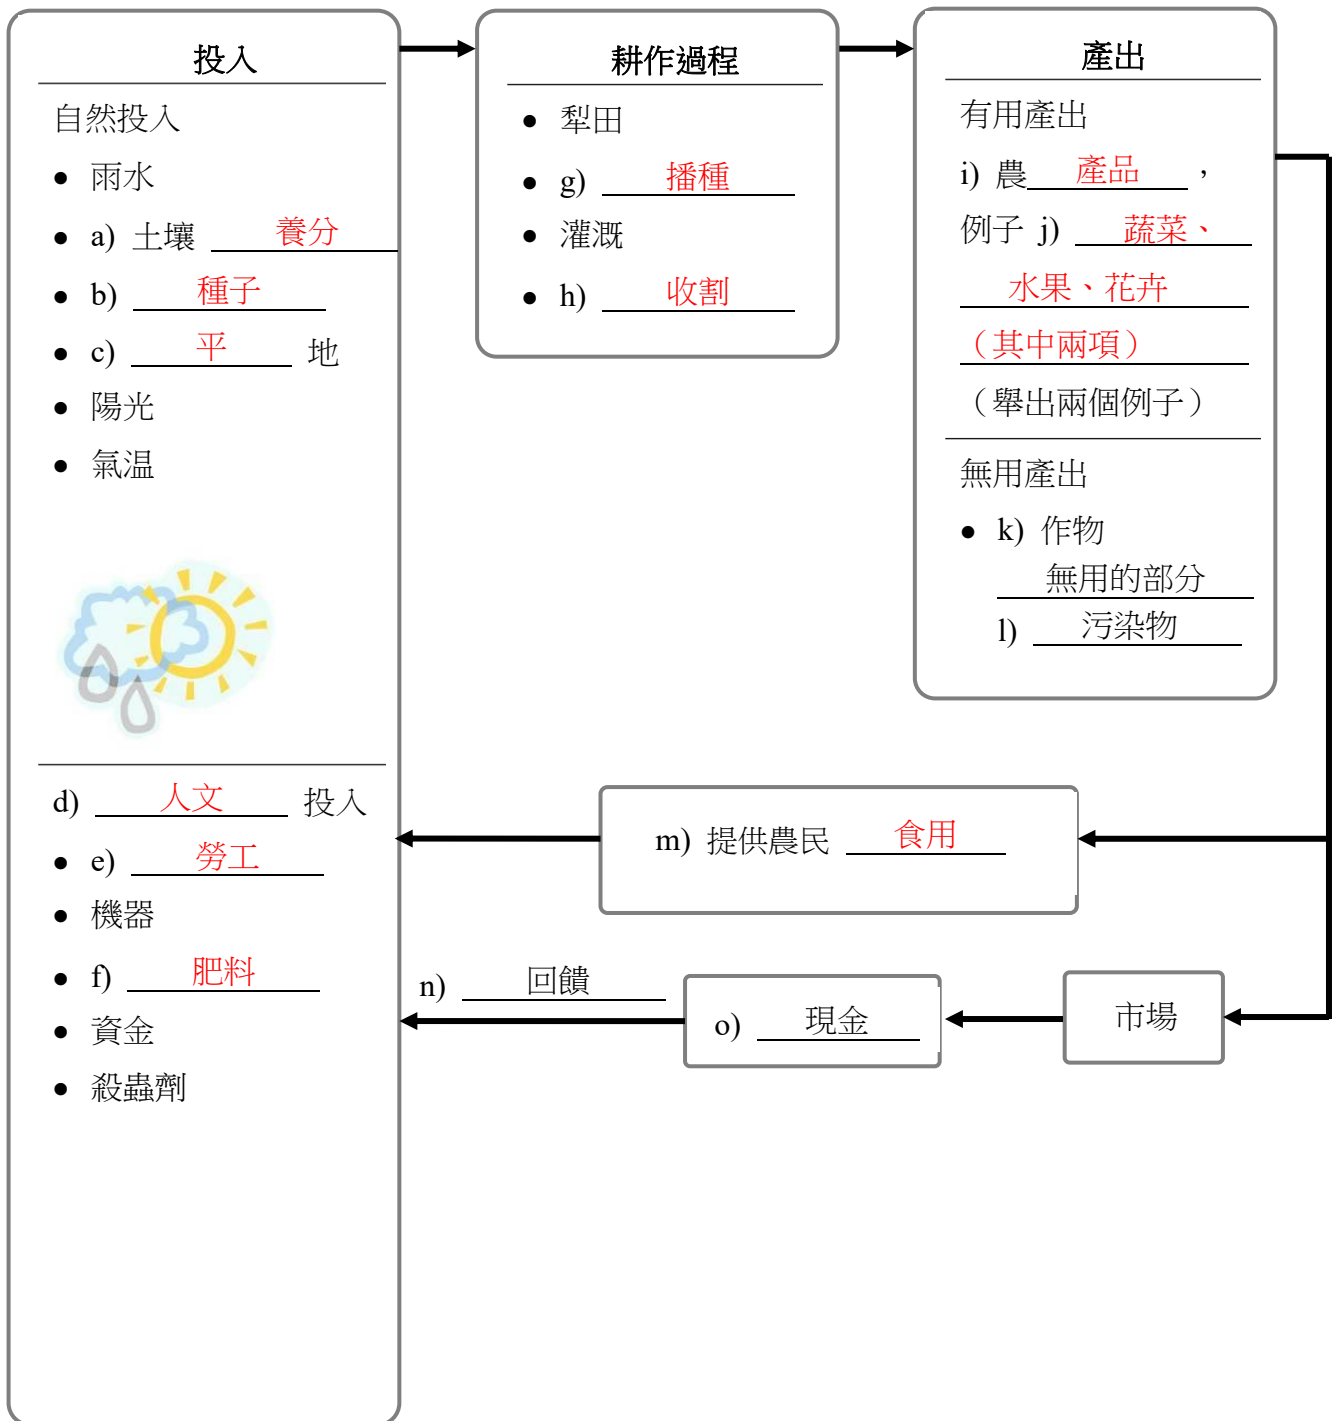 投入
自然投入
● 雨水
● a) 土壤 養分
● b) 種子
● c) 平 地
● 陽光
● 氣温
d) 人文 投入
● e) 勞工
● 機器
● f) 肥料
● 資金
● 殺蟲劑
耕作過程
● 犁田
● g) 播種
● 灌溉
● h) 收割
產出
有用產出
i) 農產品，
例子 j) 蔬菜、
水果、花卉
（其中兩項）
（舉出兩個例子）
無用產出
● k) 作物
無用的部分
l) 污染物
m) 提供農民 食用
n) 回饋
o) 現金
市場